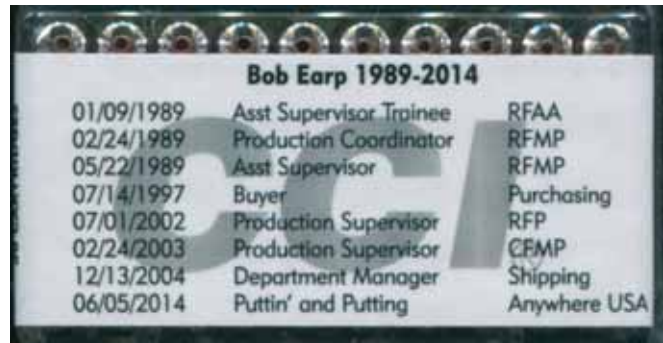 Bob Earp 1989-2014
01/09/1989 Asst Supervisor Trainee RFAA
02/24/1989 Production Coordinator RFMP
05/22/1989 Asst Supervisor RFMP
07/14/1997 Buyer Purchasing
07/01/2002 Production Supervisor RFP
02/24/2003 Production Supervisor CFMP
12/13/2004 Department Manager Shipping
06/05/2014 Puttin' and Putting Anywhere USA
CCI